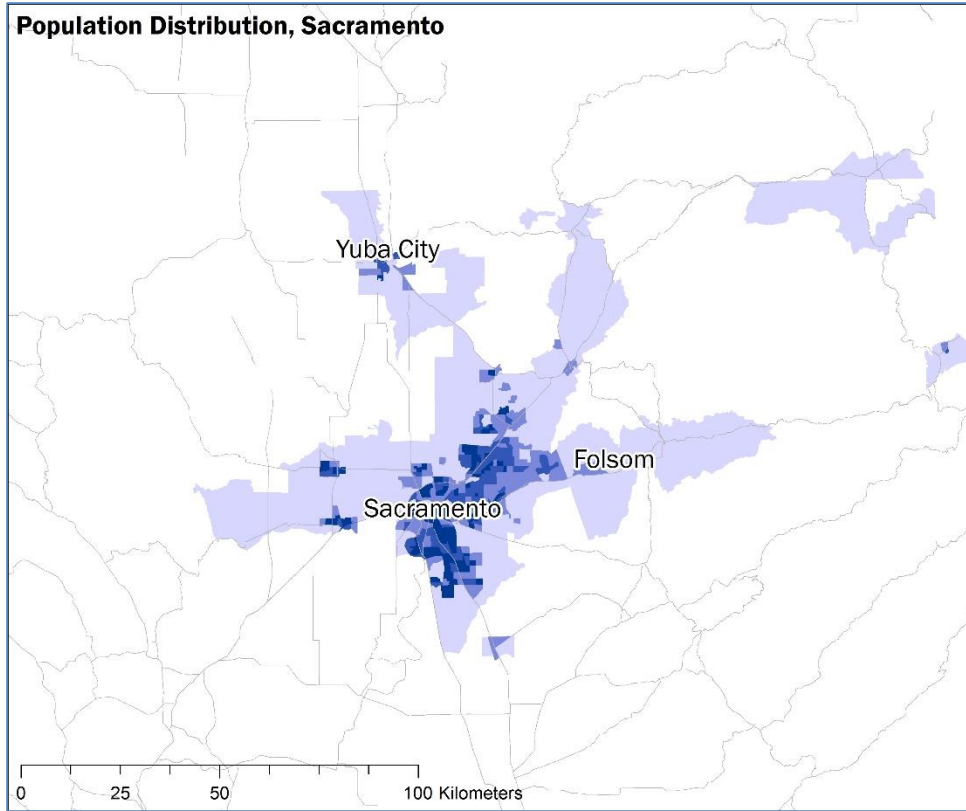 Population Distribution, Sacramento
Yuba City
Folsom
Sacramento
0 25 50 100 Kilometers